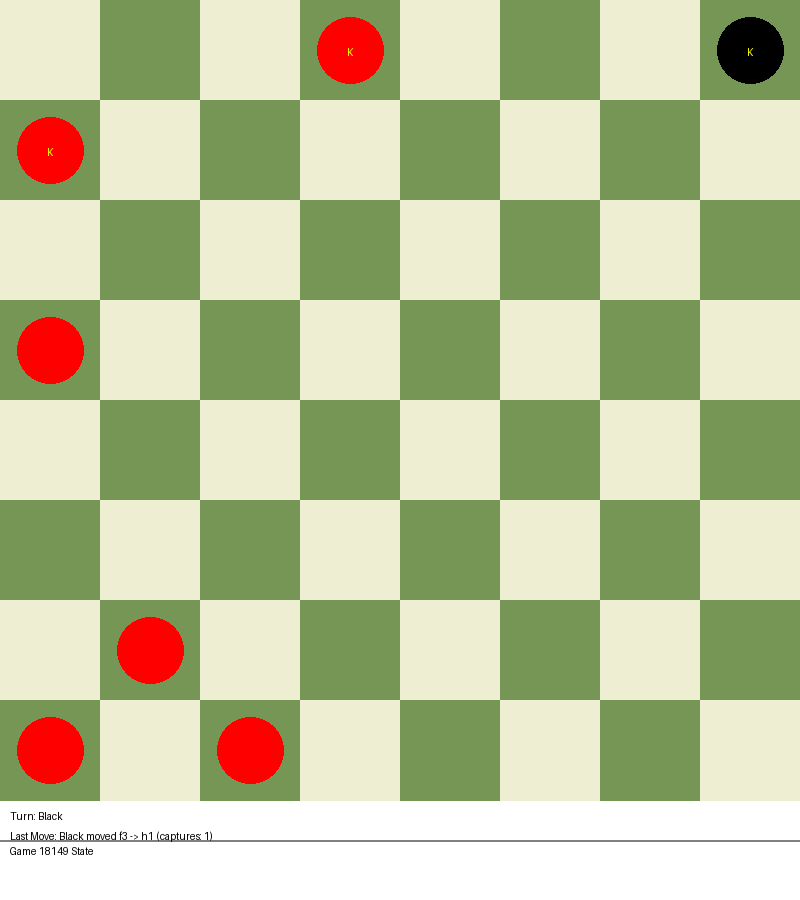 K
K
K
Turn: Black
Last Move: Black moved f3 -> h1 (captures: 1)
Game 18149 State